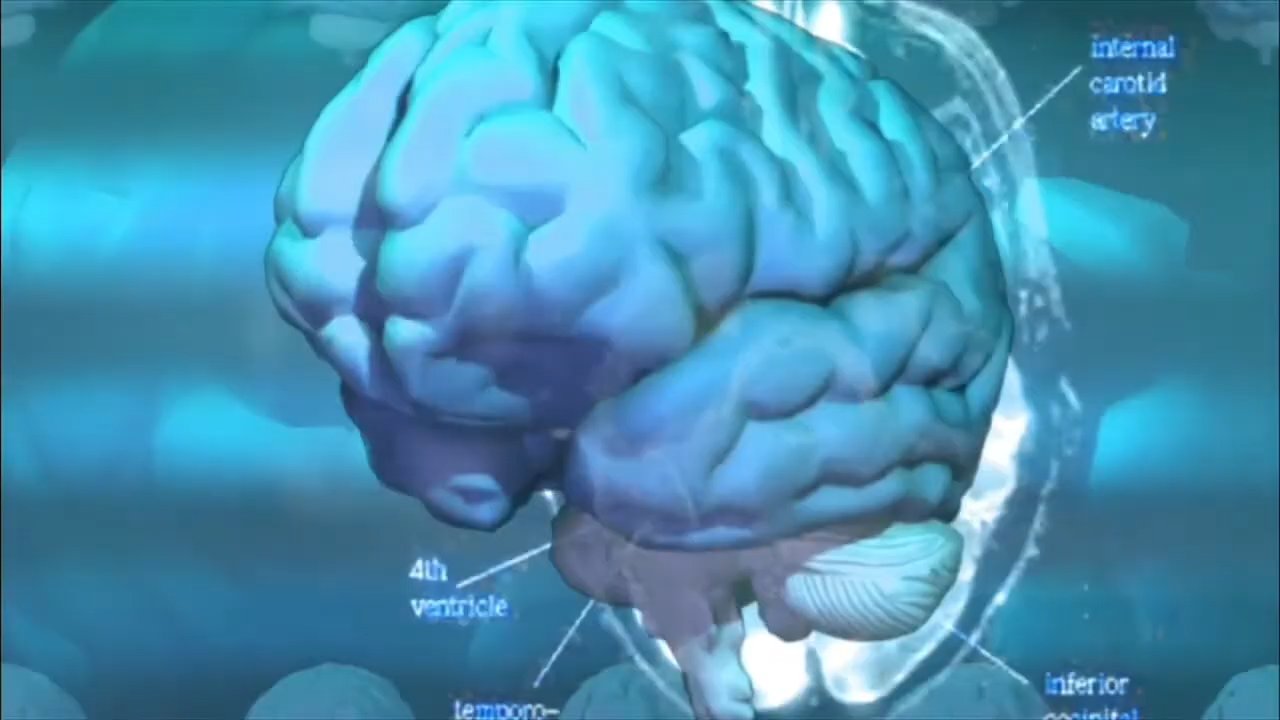 internal
carotid
artery
4th
ventricle
temporo-
inferior